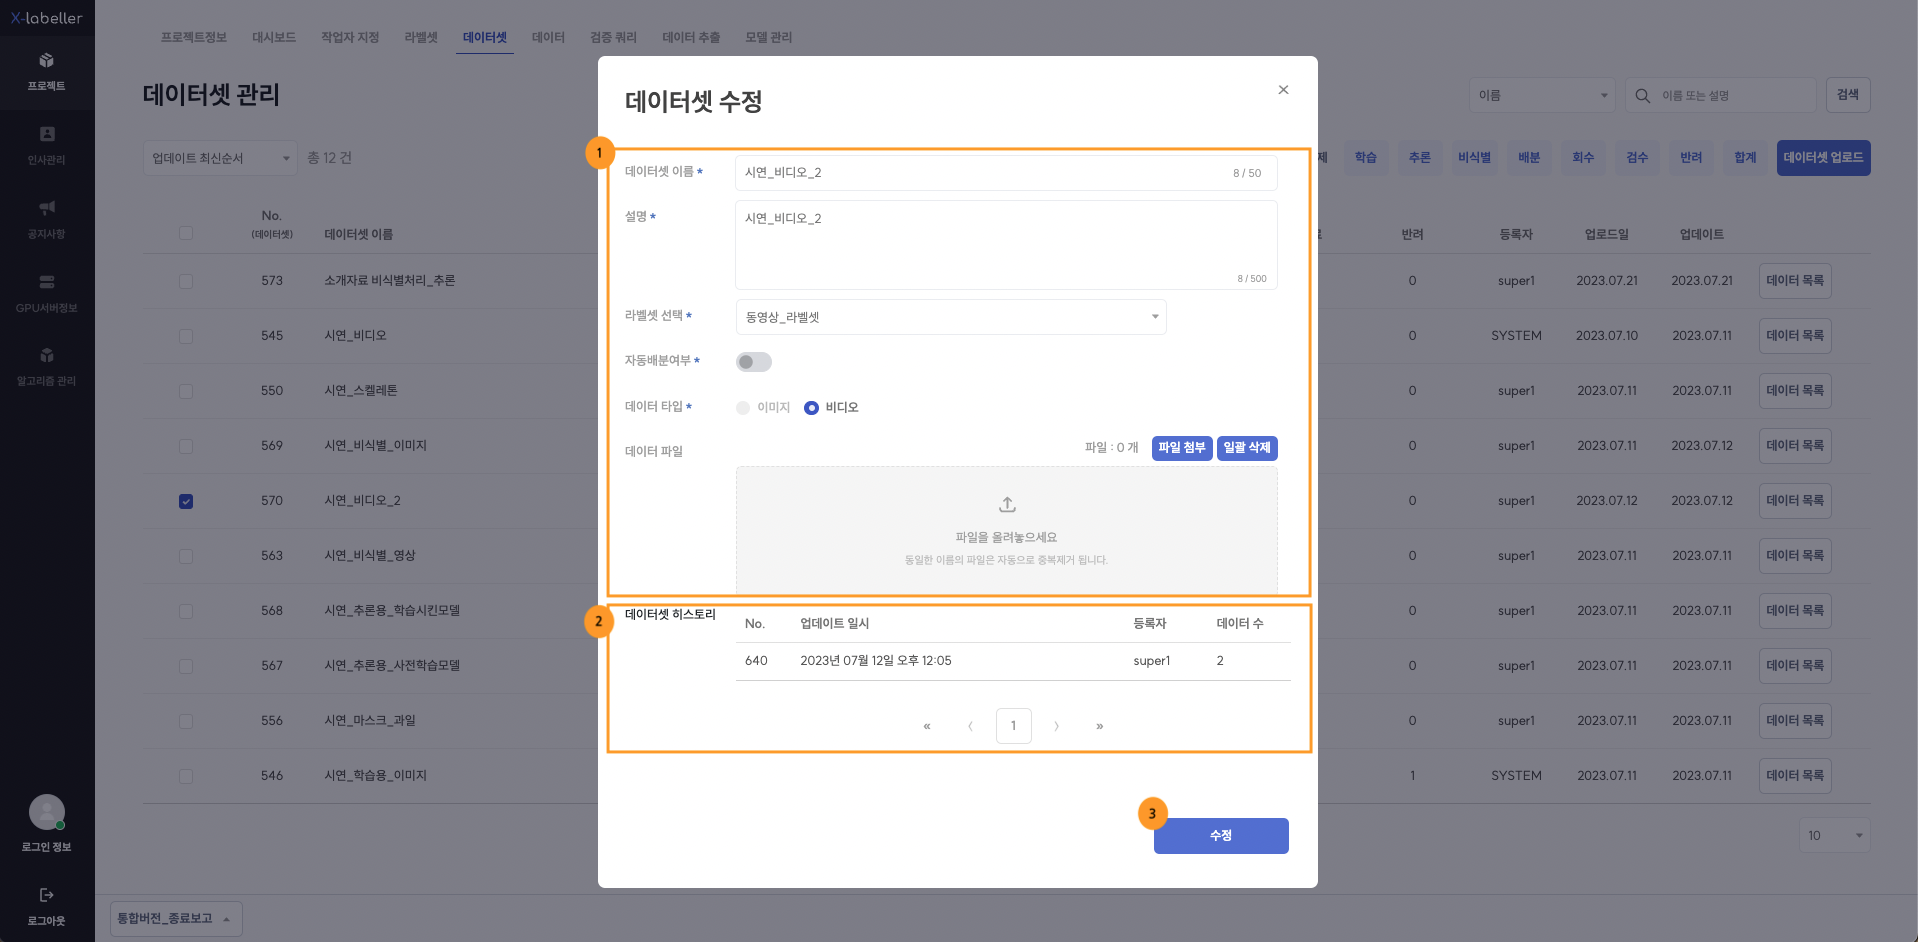 X-labeller
프로젝트
인사관리
공지사항
GPU서버정보
알고리즘 관리
로그인 정보
로그아웃
프로젝트정보 대시보드 작업자 지정 라벨셋 데이터셋 데이터 검증 쿼리 데이터 추출 모델 관리
데이터셋 관리
이름 이름 또는 설명 검색
업데이트 최신순서 총 12 건
제 학습 추론 비식별 배분 회수 검수 반려 합계 데이터셋 업로드
No. (데이터셋) 데이터셋 이름 반려 등록자 업로드일 업데이트
573 소개자료 비식별처리_추론 0 super1 2023.07.21 2023.07.21 데이터 목록
545 시연_비디오 0 SYSTEM 2023.07.10 2023.07.11 데이터 목록
550 시연_스켈레톤 0 super1 2023.07.11 2023.07.11 데이터 목록
569 시연_비식별_이미지 0 super1 2023.07.11 2023.07.11 데이터 목록
570 시연_비디오_2 0 super1 2023.07.12 2023.07.12 데이터 목록
563 시연_비식별_영상 0 super1 2023.07.11 2023.07.11 데이터 목록
568 시연_추론용_학습시킨모델 0 super1 2023.07.11 2023.07.11 데이터 목록
567 시연_추론용_사전학습모델 0 super1 2023.07.11 2023.07.11 데이터 목록
556 시연_마스크_과일 0 super1 2023.07.11 2023.07.11 데이터 목록
546 시연_학습용_이미지 1 SYSTEM 2023.07.11 2023.07.11 데이터 목록
10
통합버전_종료보고
데이터셋 수정
1
데이터셋 이름 * 시연_비디오_2 8 / 50
설명 * 시연_비디오_2
8 / 500
라벨셋 선택 * 동영상_라벨셋
자동배분여부 *
데이터 타입 * 이미지 비디오
데이터 파일 파일 : 0 개 파일 첨부 일괄 삭제
파일을 올려놓으세요
동일한 이름의 파일은 자동으로 중복제거 됩니다.
2
데이터셋 히스토리
No. 업데이트 일시 등록자 데이터 수
640 2023년 07월 12일 오후 12:05 super1 2
« ‹ 1 › »
3
수정